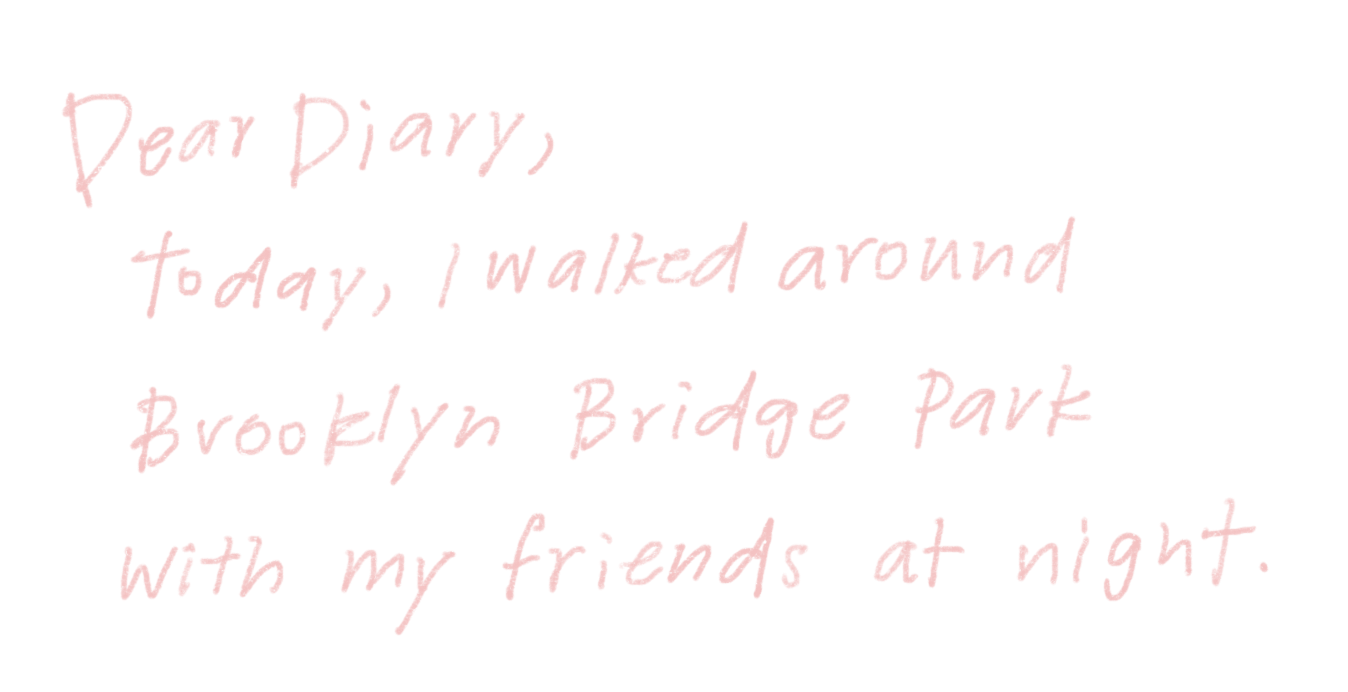 Dear Diary,
today, I walked around
Brooklyn Bridge Park
with my friends at night.